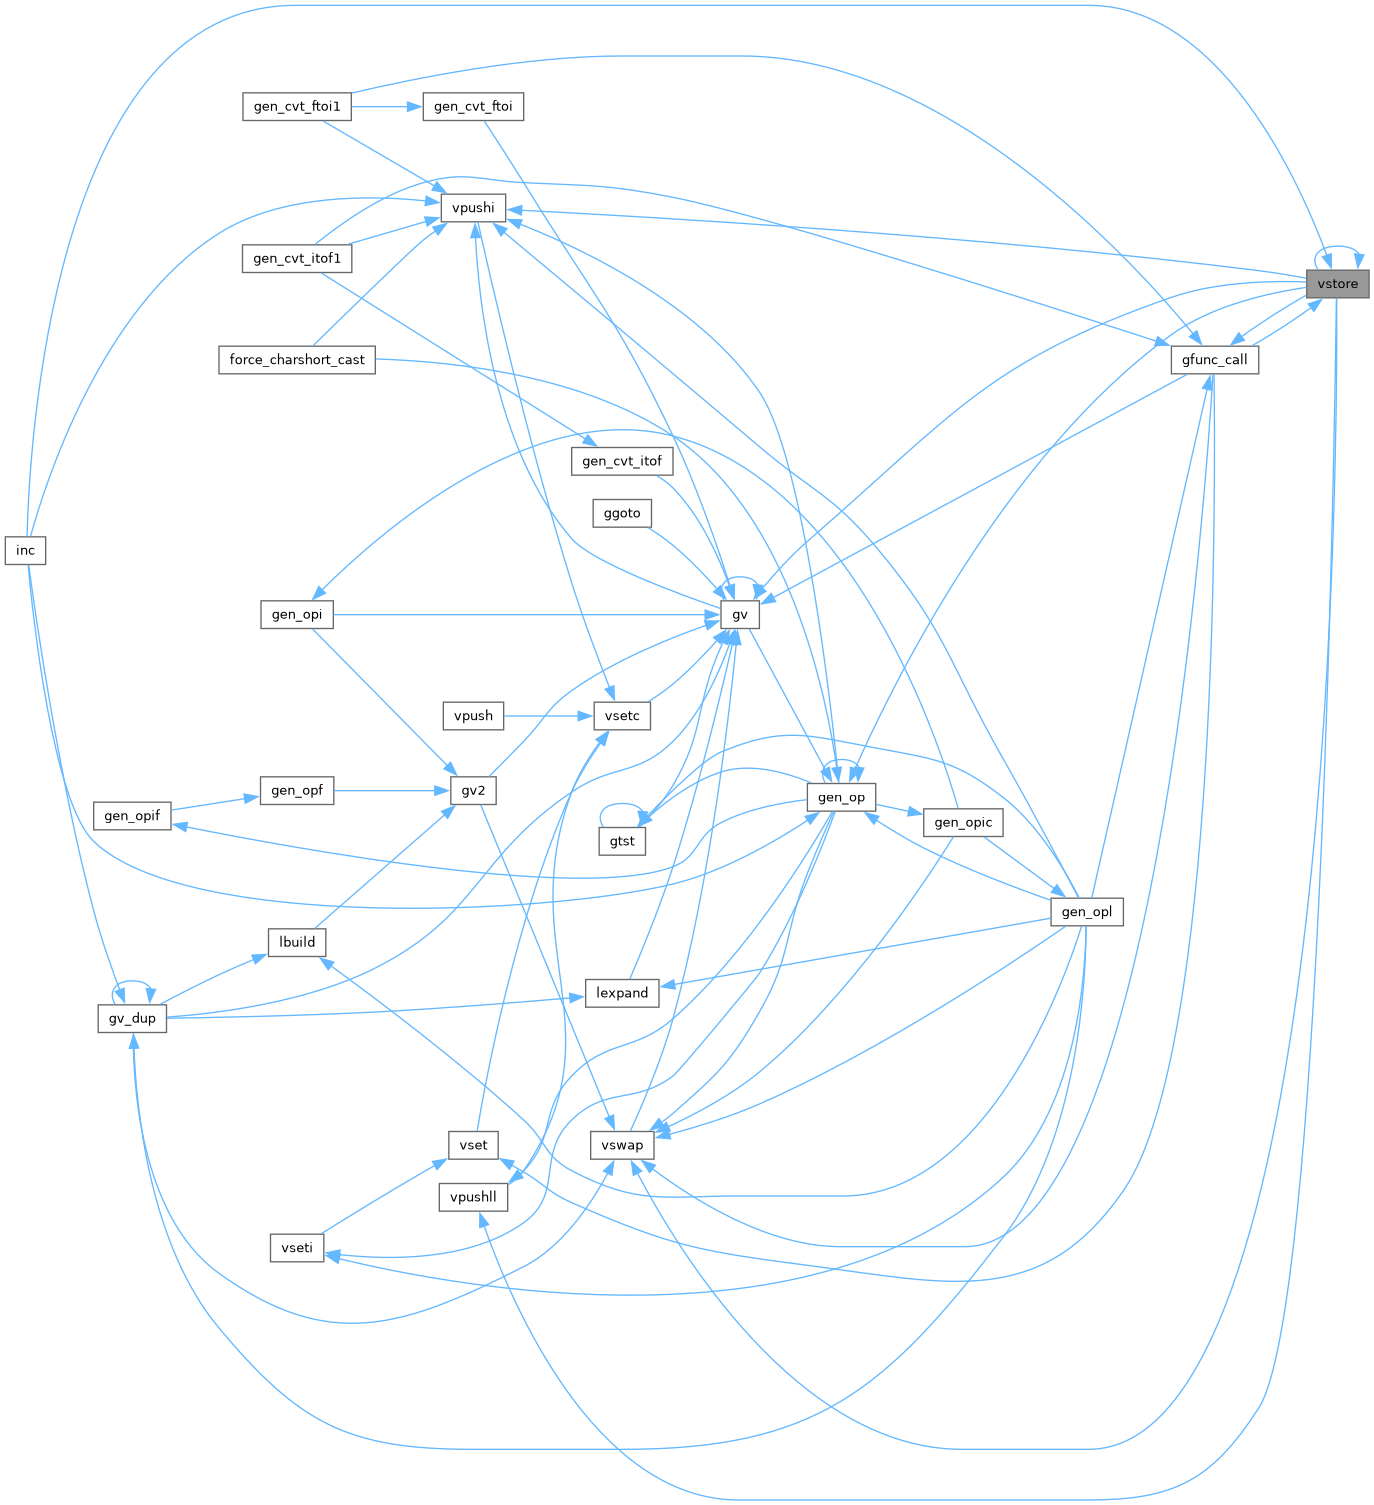 gen_cvt_ftoi1
gen_cvt_ftoi
vpushi
gen_cvt_itof1
vstore
force_charshort_cast
gfunc_call
gen_cvt_itof
ggoto
inc
gen_opi
gv
vpush
vsetc
gen_opf
gv2
gen_op
gen_opif
gen_opic
gtst
gen_opl
lbuild
lexpand
gv_dup
vset
vswap
vpushll
vseti